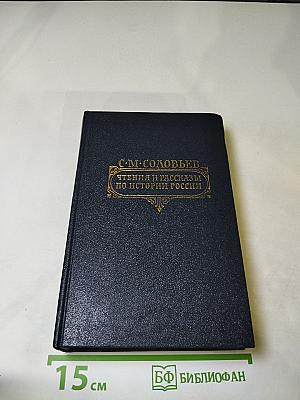 С·М·СОЛОВЬЕВ
ЧТЕНИЯ И РАССКАЗЫ
ПО ИСТОРИИ РОССИИ
15 см
БФ БИБЛИОФАН